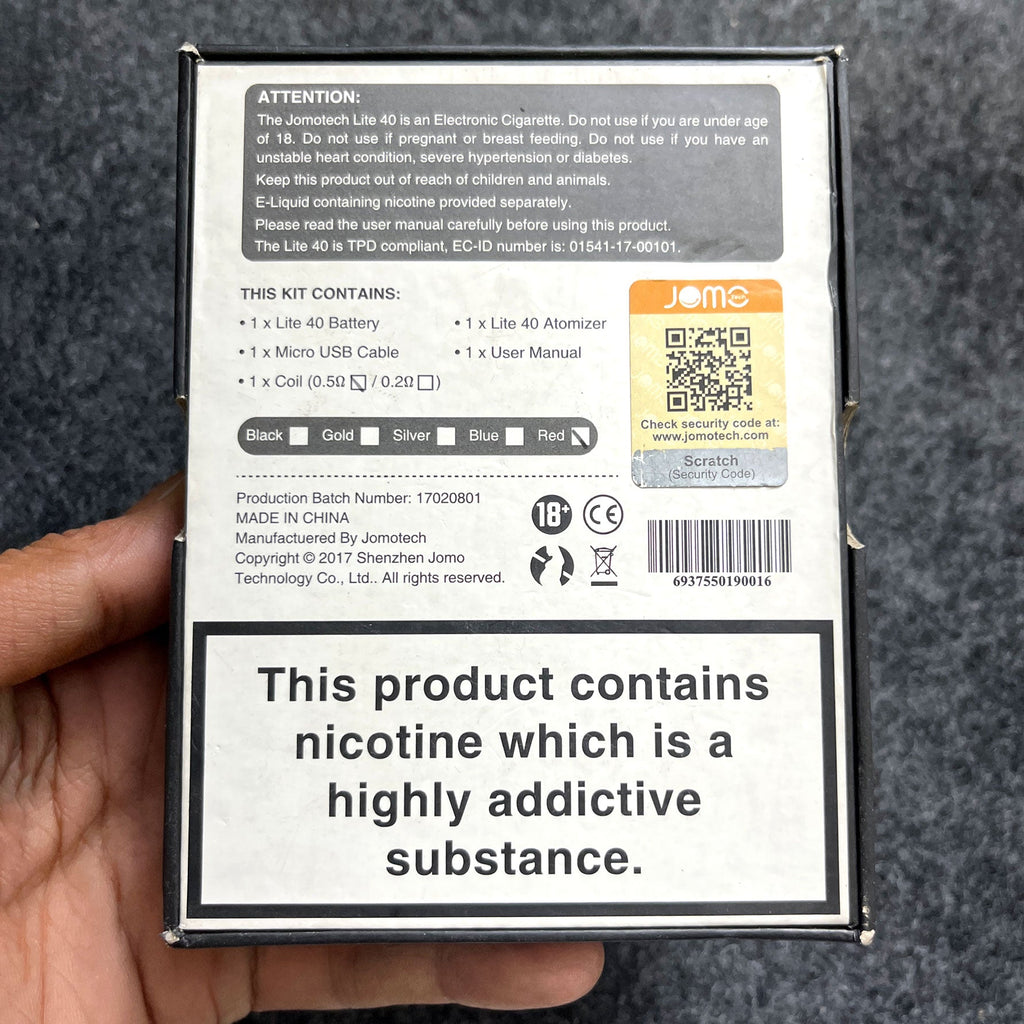 ATTENTION:
The Jomotech Lite 40 is an Electronic Cigarette. Do not use if you are under age
of 18. Do not use if pregnant or breast feeding. Do not use if you have an
unstable heart condition, severe hypertension or diabetes.
Keep this product out of reach of children and animals.
E-Liquid containing nicotine provided separately.
Please read the user manual carefully before using this product.
The Lite 40 is TPD compliant, EC-ID number is: 01541-17-00101.
THIS KIT CONTAINS:
• 1 x Lite 40 Battery • 1 x Lite 40 Atomizer
• 1 x Micro USB Cable • 1 x User Manual
• 1 x Coil (0.5Ω / 0.2Ω )
JOMO
TECH
Check security code at:
www.jomotech.com
Scratch
(Security Code)
Black Gold Silver Blue Red
Production Batch Number: 17020801
MADE IN CHINA
Manufactuered By Jomotech
Copyright © 2017 Shenzhen Jomo
Technology Co., Ltd.. All rights reserved.
18+ CE
6937550190016
This product contains
nicotine which is a
highly addictive
substance.